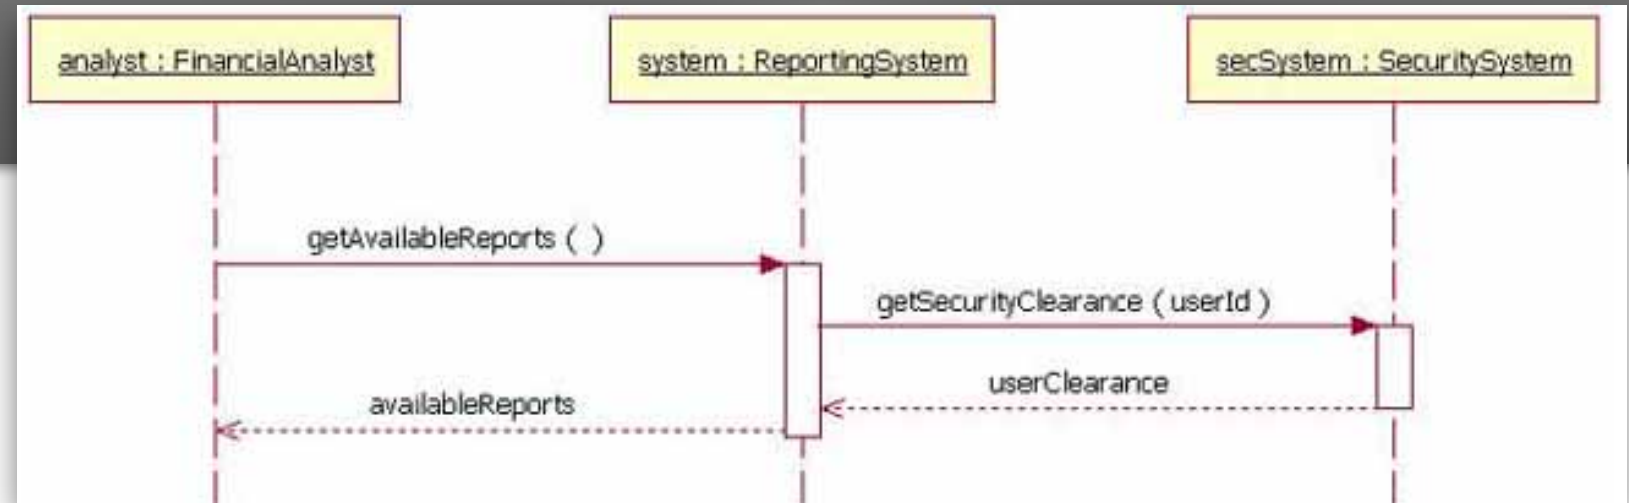 analyst : FinancialAnalyst
system : ReportingSystem
secSystem : SecuritySystem
getAvailableReports ( )
getSecurityClearance ( userId )
userClearance
availableReports